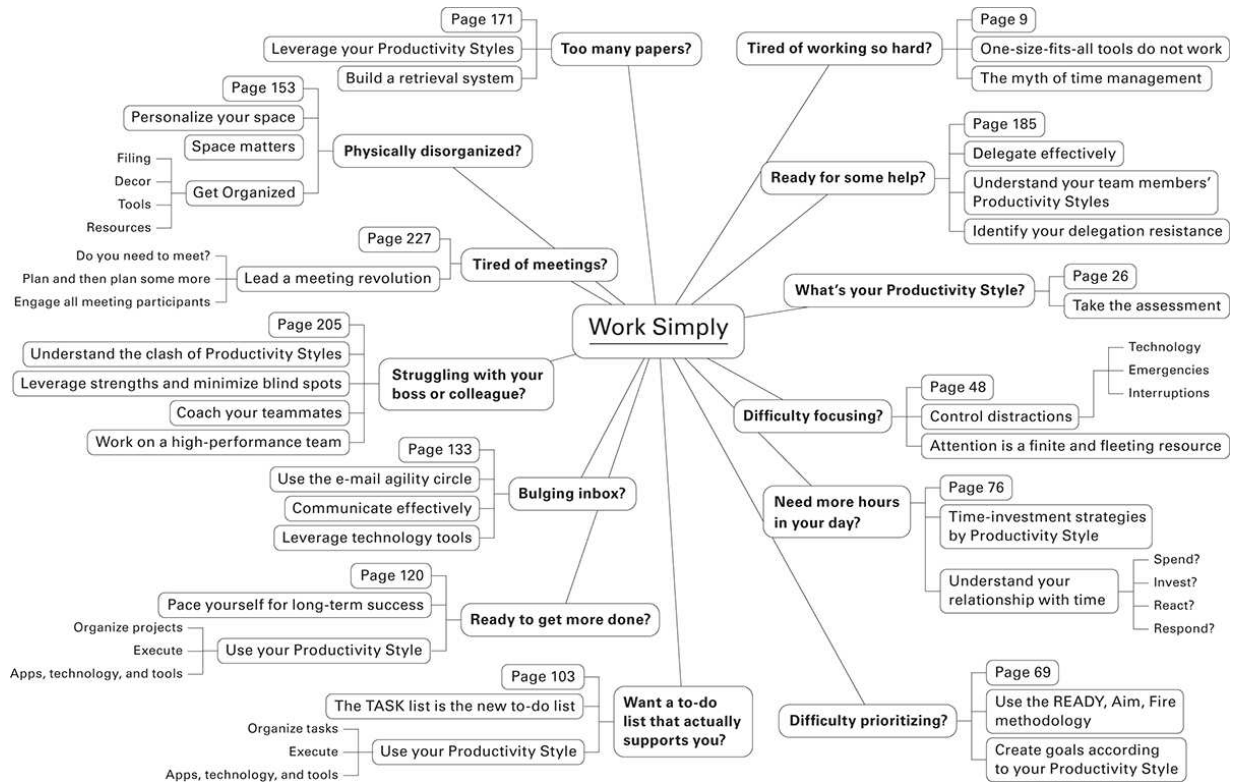 Work Simply
Too many papers?
Page 171
Leverage your Productivity Styles
Build a retrieval system
Physically disorganized?
Page 153
Personalize your space
Space matters
Get Organized
Filing
Decor
Tools
Resources
Tired of meetings?
Page 227
Lead a meeting revolution
Do you need to meet?
Plan and then plan some more
Engage all meeting participants
Struggling with your
boss or colleague?
Page 205
Understand the clash of Productivity Styles
Leverage strengths and minimize blind spots
Coach your teammates
Work on a high-performance team
Bulging inbox?
Page 133
Use the e-mail agility circle
Communicate effectively
Leverage technology tools
Ready to get more done?
Page 120
Pace yourself for long-term success
Use your Productivity Style
Organize projects
Execute
Apps, technology, and tools
Want a to-do
list that actually
supports you?
Page 103
The TASK list is the new to-do list
Use your Productivity Style
Organize tasks
Execute
Apps, technology, and tools
Tired of working so hard?
Page 9
One-size-fits-all tools do not work
The myth of time management
Ready for some help?
Page 185
Delegate effectively
Understand your team members’
Productivity Styles
Identify your delegation resistance
What’s your Productivity Style?
Page 26
Take the assessment
Difficulty focusing?
Page 48
Control distractions
Technology
Emergencies
Interruptions
Attention is a finite and fleeting resource
Need more hours
in your day?
Page 76
Time-investment strategies
by Productivity Style
Understand your
relationship with time
Spend?
Invest?
React?
Respond?
Difficulty prioritizing?
Page 69
Use the READY, Aim, Fire
methodology
Create goals according
to your Productivity Style